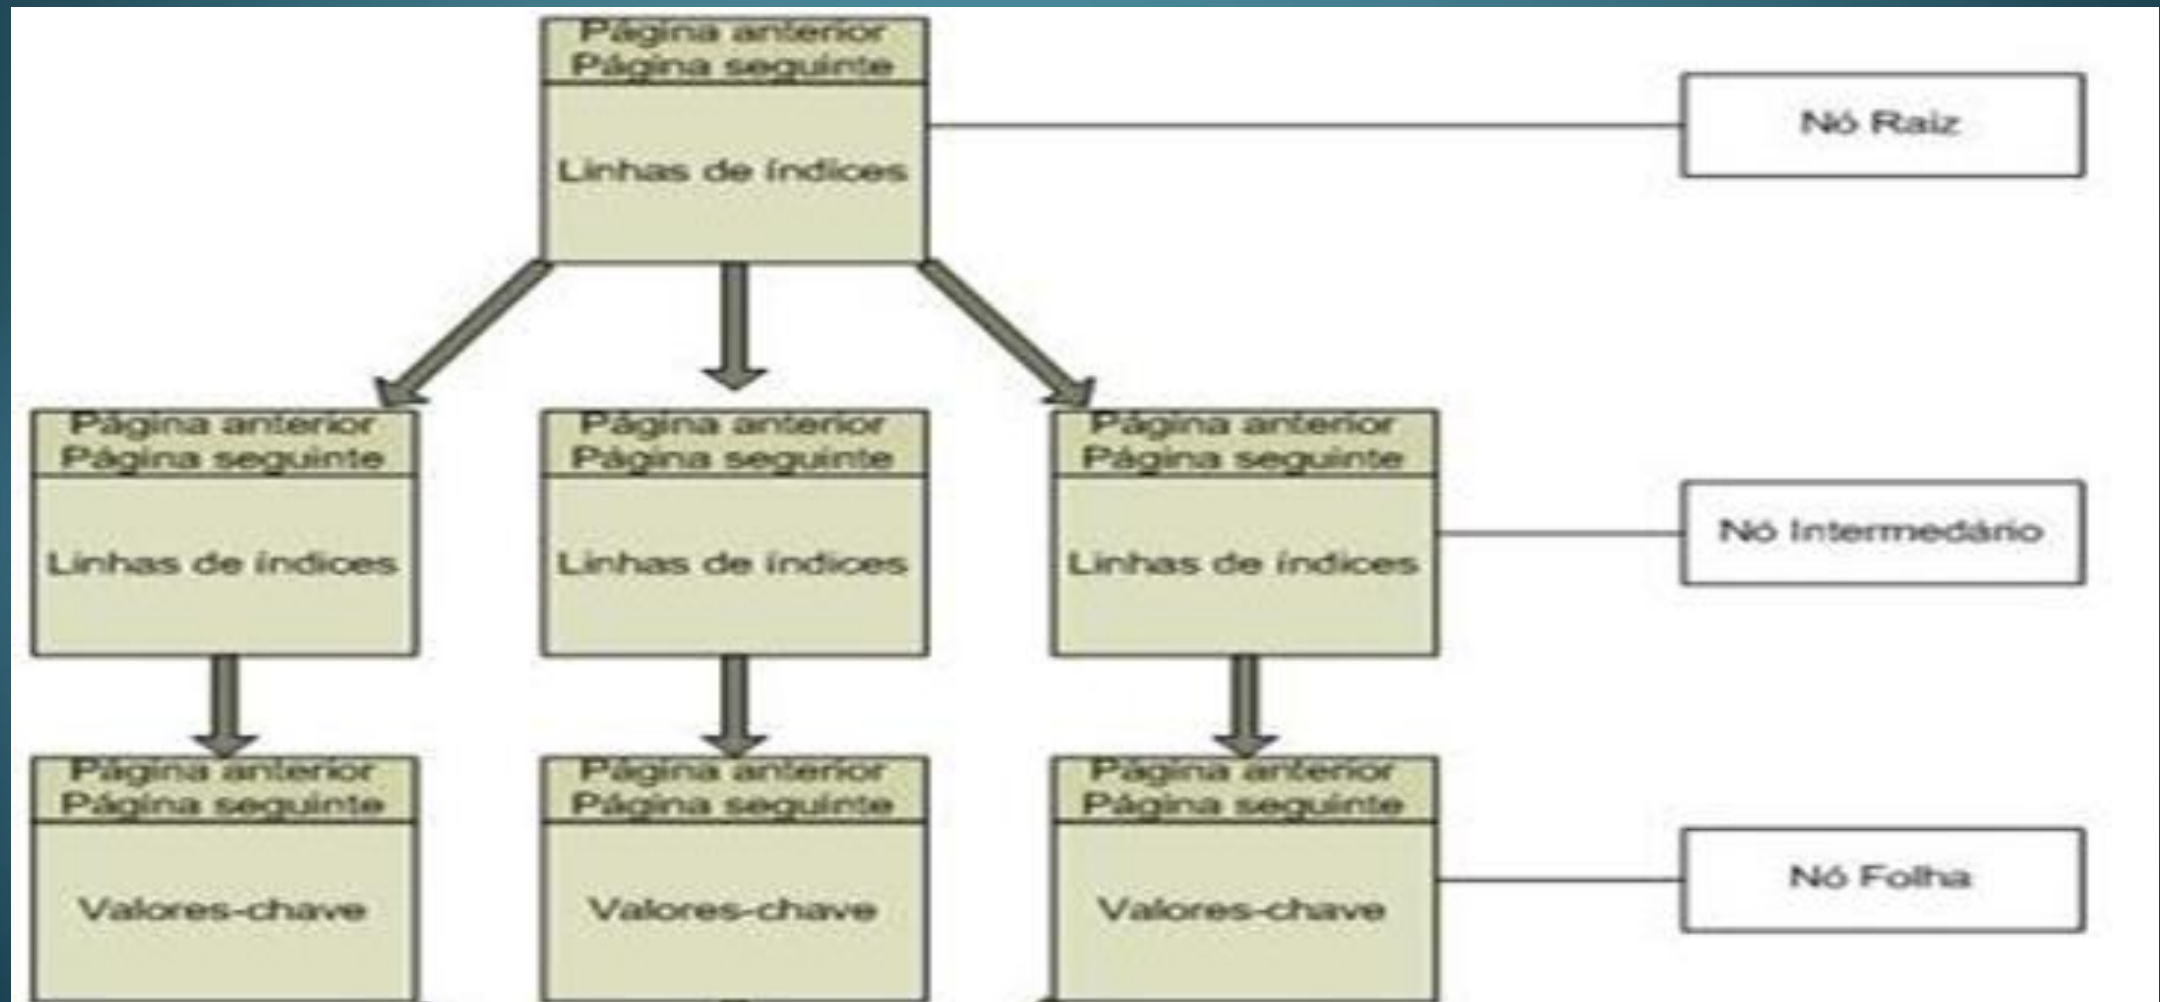 Página anterior
Página seguinte
Linhas de índices
Nó Raiz
Página anterior
Página seguinte
Linhas de índices
Página anterior
Página seguinte
Linhas de índices
Página anterior
Página seguinte
Linhas de índices
Nó Intermedário
Página anterior
Página seguinte
Valores-chave
Página anterior
Página seguinte
Valores-chave
Página anterior
Página seguinte
Valores-chave
Nó Folha